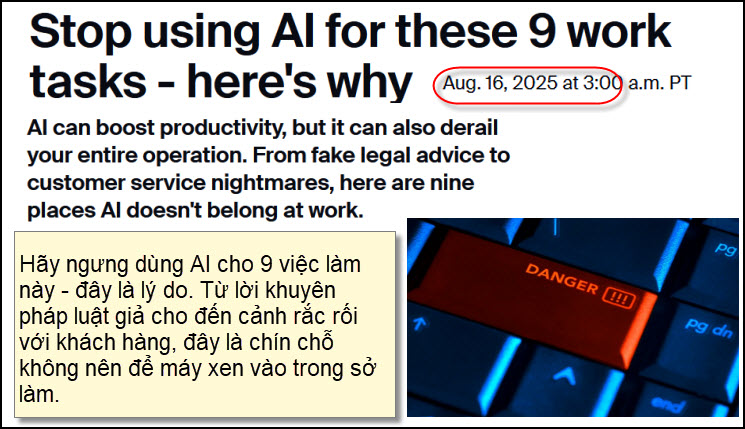 Stop using AI for these 9 work
tasks - here's why
Aug. 16, 2025 at 3:00 a.m. PT
AI can boost productivity, but it can also derail
your entire operation. From fake legal advice to
customer service nightmares, here are nine
places AI doesn't belong at work.
Hãy ngưng dùng AI cho 9 việc làm
này - đây là lý do. Từ lời khuyên
pháp luật giả cho đến cảnh rắc rối
với khách hàng, đây là chín chỗ
không nên để máy xen vào trong sở
làm.
DANGER !!!
pg
pg dn
end